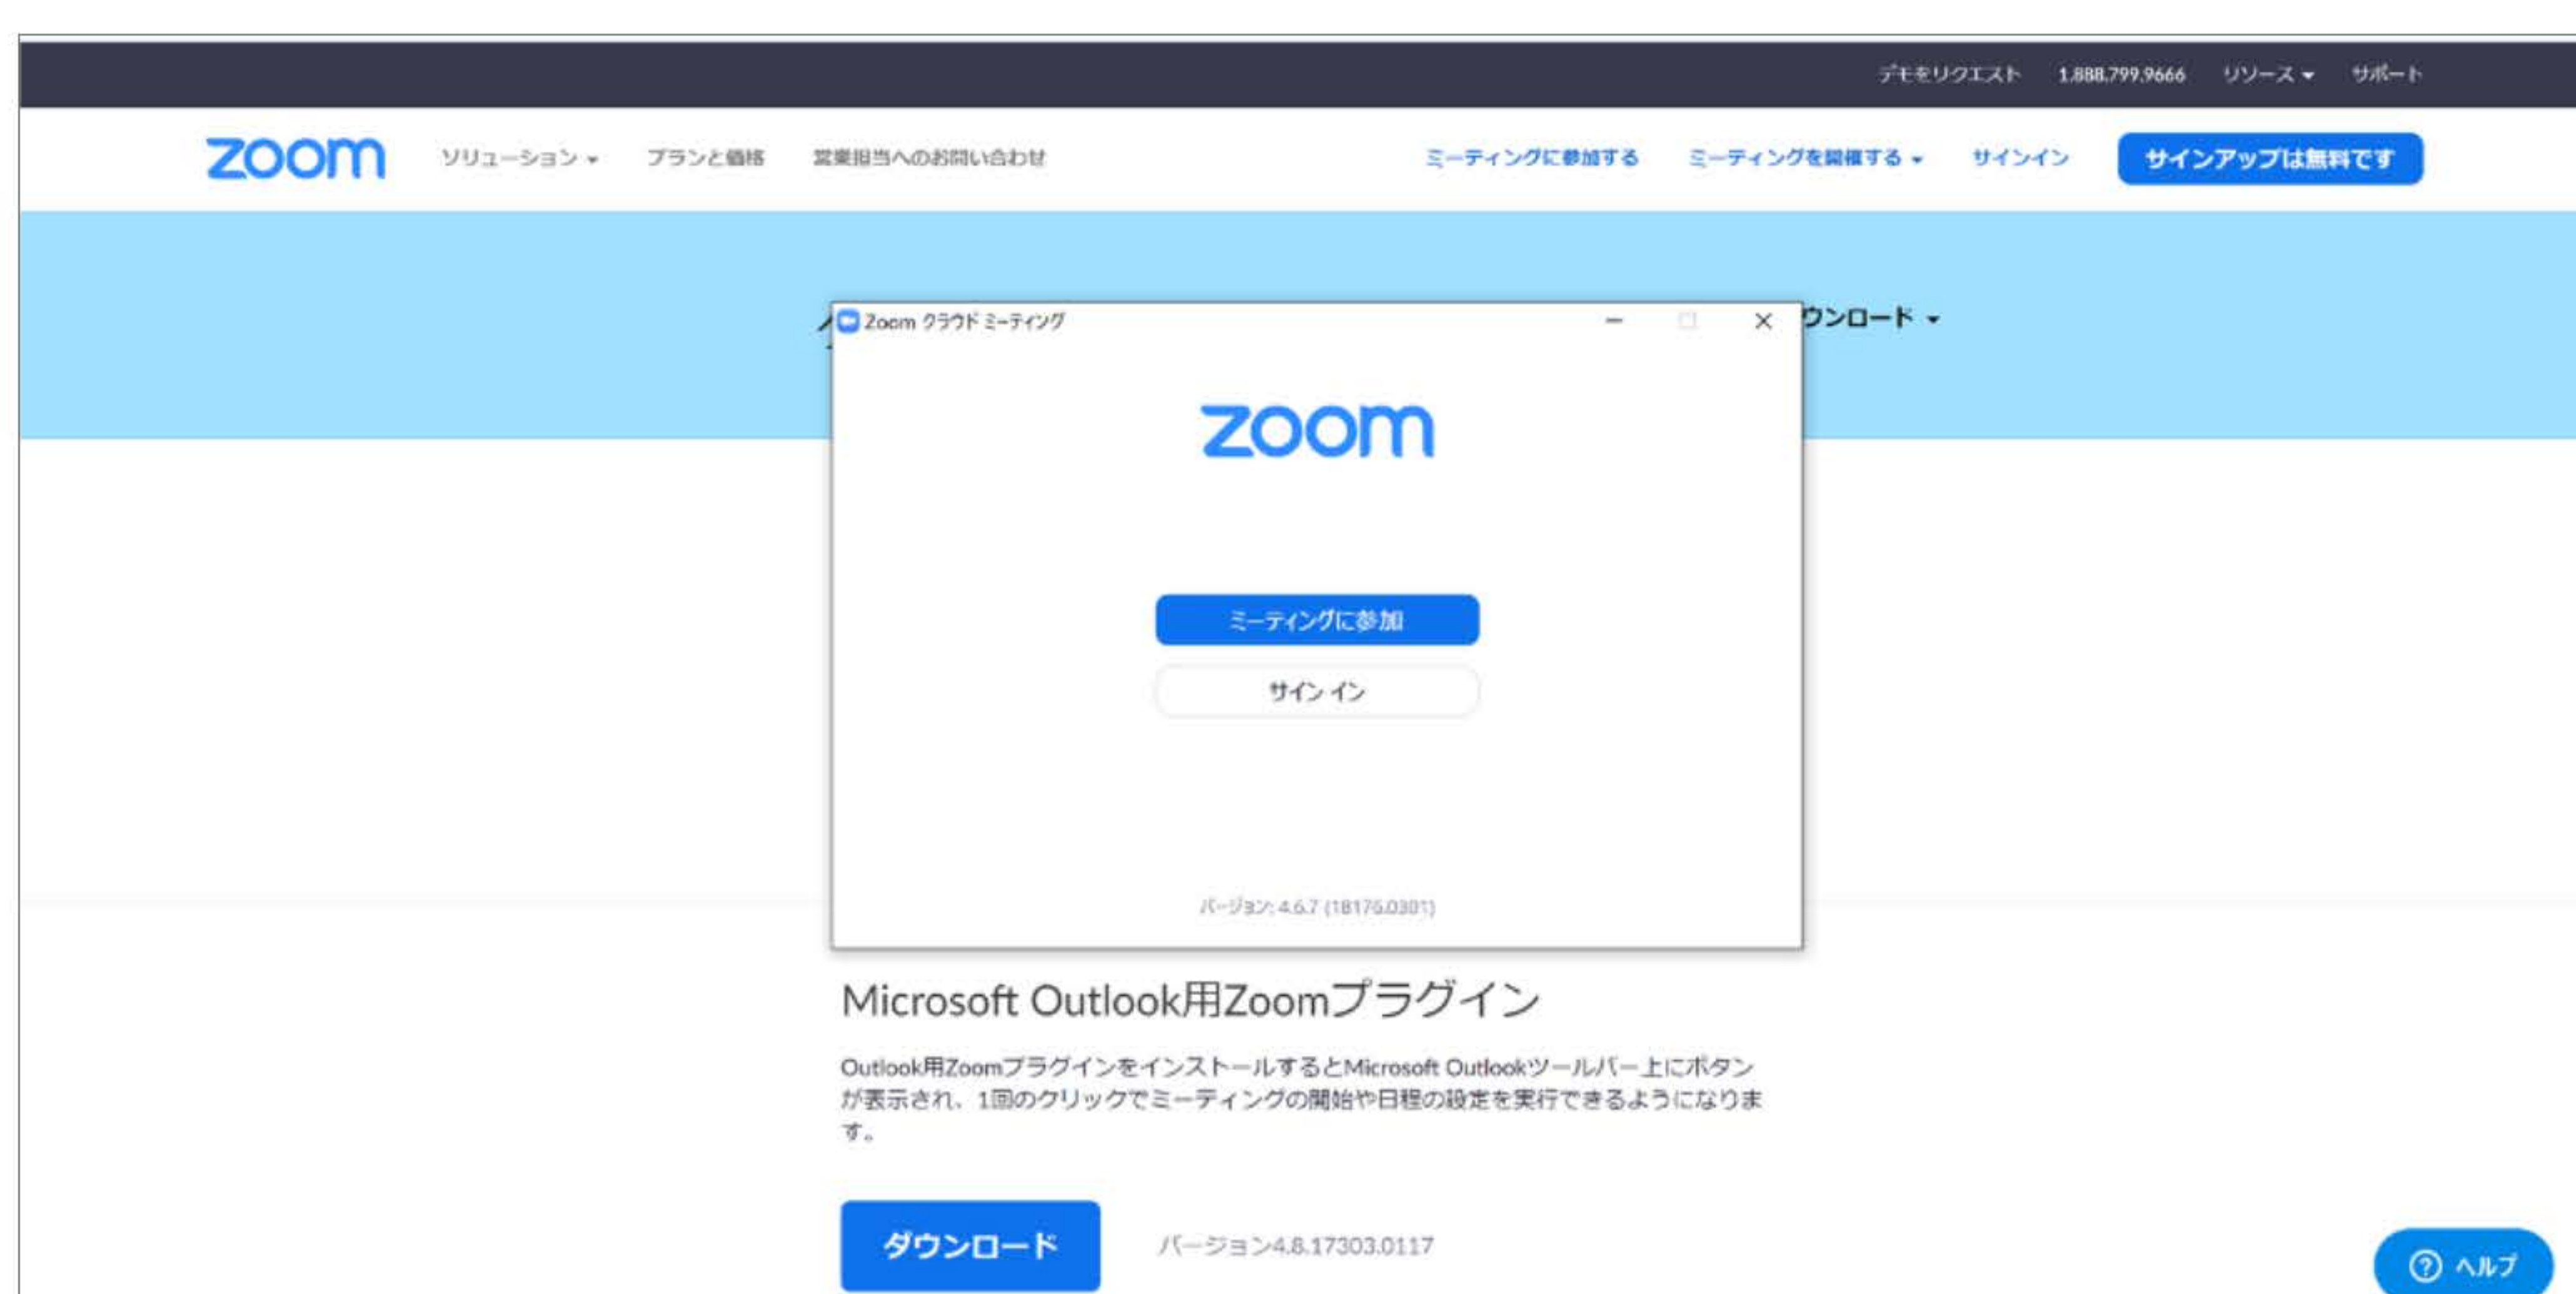 デモをリクエスト 1.888.799.9666 リソース サポート
zoom ソリューション プランと価格 営業担当へのお問い合わせ ミーティングに参加する ミーティングを開催する サインイン サインアップは無料です
ウンロード
Zoom クラウド ミーティング
zoom
ミーティングに参加
サイン イン
バージョン: 4.6.7 (18176.0301)
Microsoft Outlook用Zoomプラグイン
Outlook用ZoomプラグインをインストールするとMicrosoft Outlookツールバー上にボタン
が表示され、1回のクリックでミーティングの開始や日程の設定を実行できるようになりま
す。
ダウンロード バージョン4.8.17303.0117
ヘルプ